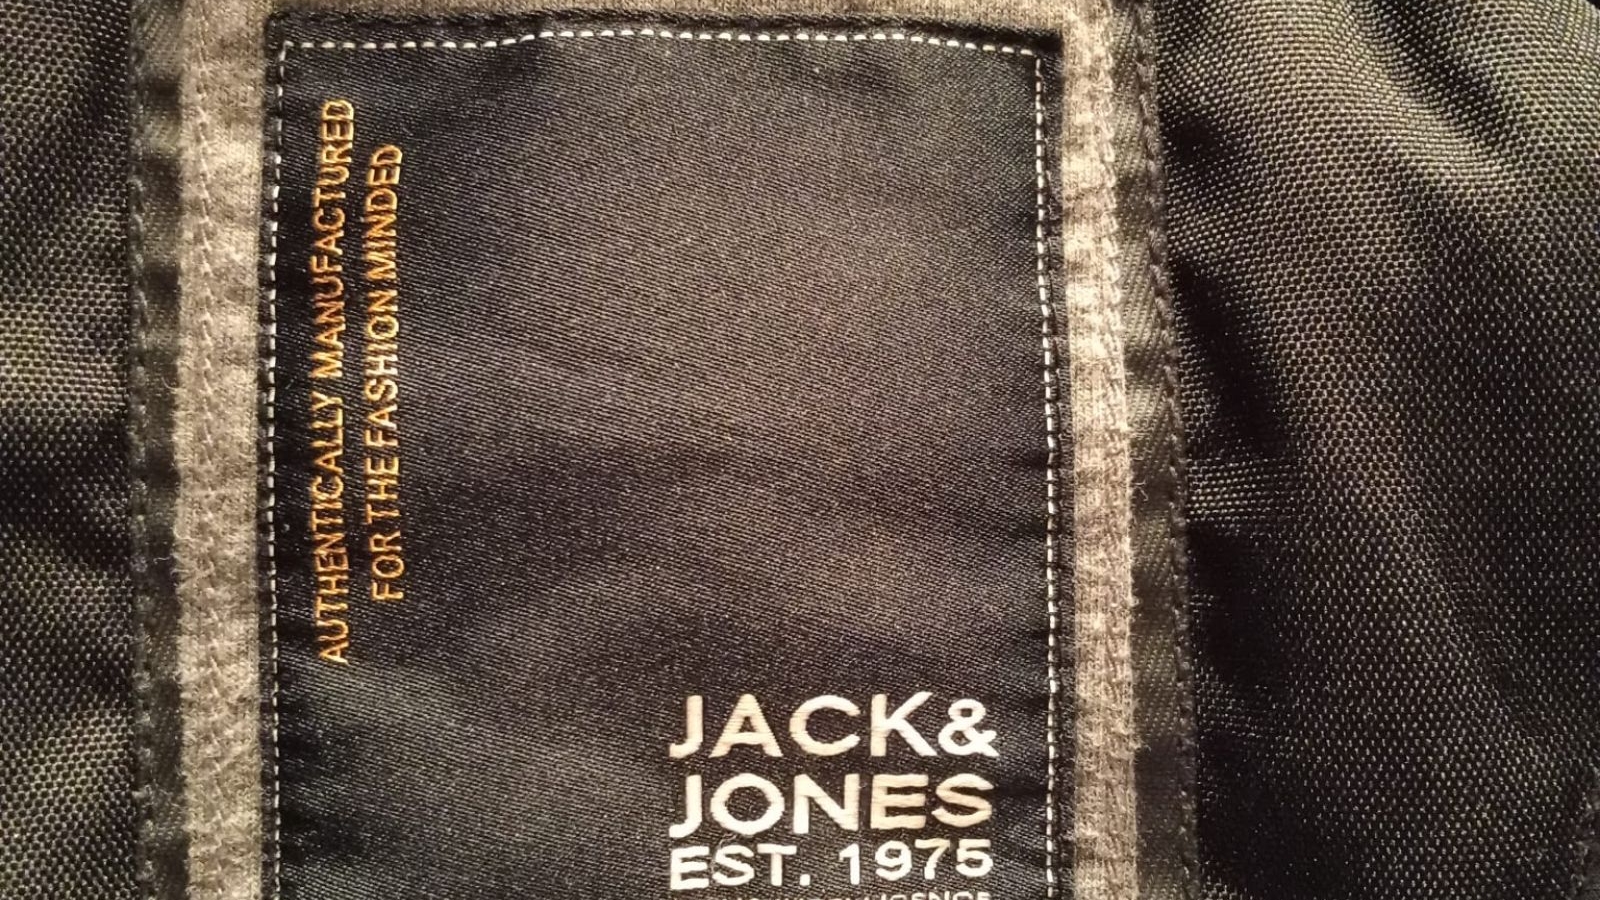 AUTHENTICALLY MANUFACTURED
FOR THE FASHION MINDED
JACK&
JONES
EST. 1975